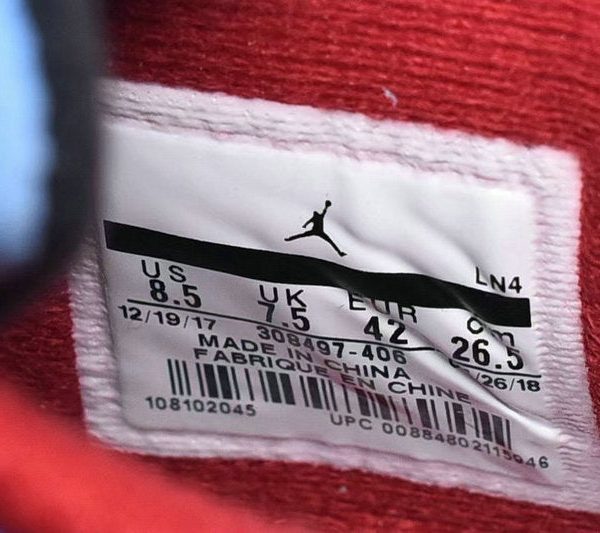 LN4
US UK EUR cm
8.5 7.5 42 26.5
12/19/17 /26/18
308497-406
MADE IN CHINA
FABRIQUE EN CHINE
108102045
UPC 00884802115946